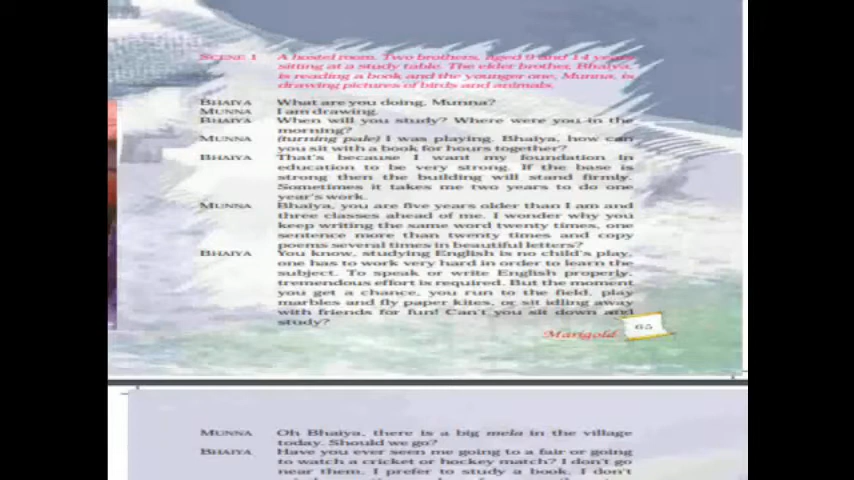 SCENE 1 A hostel room. Two brothers, aged 9 and 14 years
sitting at a study table. The elder brother, Bhaiya,
is reading a book and the younger one, Munna, is
drawing pictures of birds and animals.
BHAIYA What are you doing, Munna?
MUNNA I am drawing.
BHAIYA When will you study? Where were you in the
morning?
MUNNA (turning pale) I was playing. Bhaiya, how can
you sit with a book for hours together?
BHAIYA That's because I want my foundation in
education to be very strong. If the base is
strong then the building will stand firmly.
Sometimes it takes me two years to do one
year's work.
MUNNA Bhaiya, you are five years older than I am and
three classes ahead of me. I wonder why you
keep writing the same word twenty times, one
sentence more than twenty times and copy
poems several times in beautiful letters?
BHAIYA You know, studying English is no child's play,
one has to work very hard in order to learn the
subject. To speak or write English properly,
tremendous effort is required. But the moment
you get a chance, you run to the field, play
marbles and fly paper kites, or sit idling away
with friends for fun! Can't you sit down and
study?
Marigold 65
MUNNA Oh Bhaiya, there is a big mela in the village
today. Should we go?
BHAIYA Have you ever seen me going to a fair or going
to watch a cricket or hockey match? I don't go
near them. I prefer to study a book. I don't